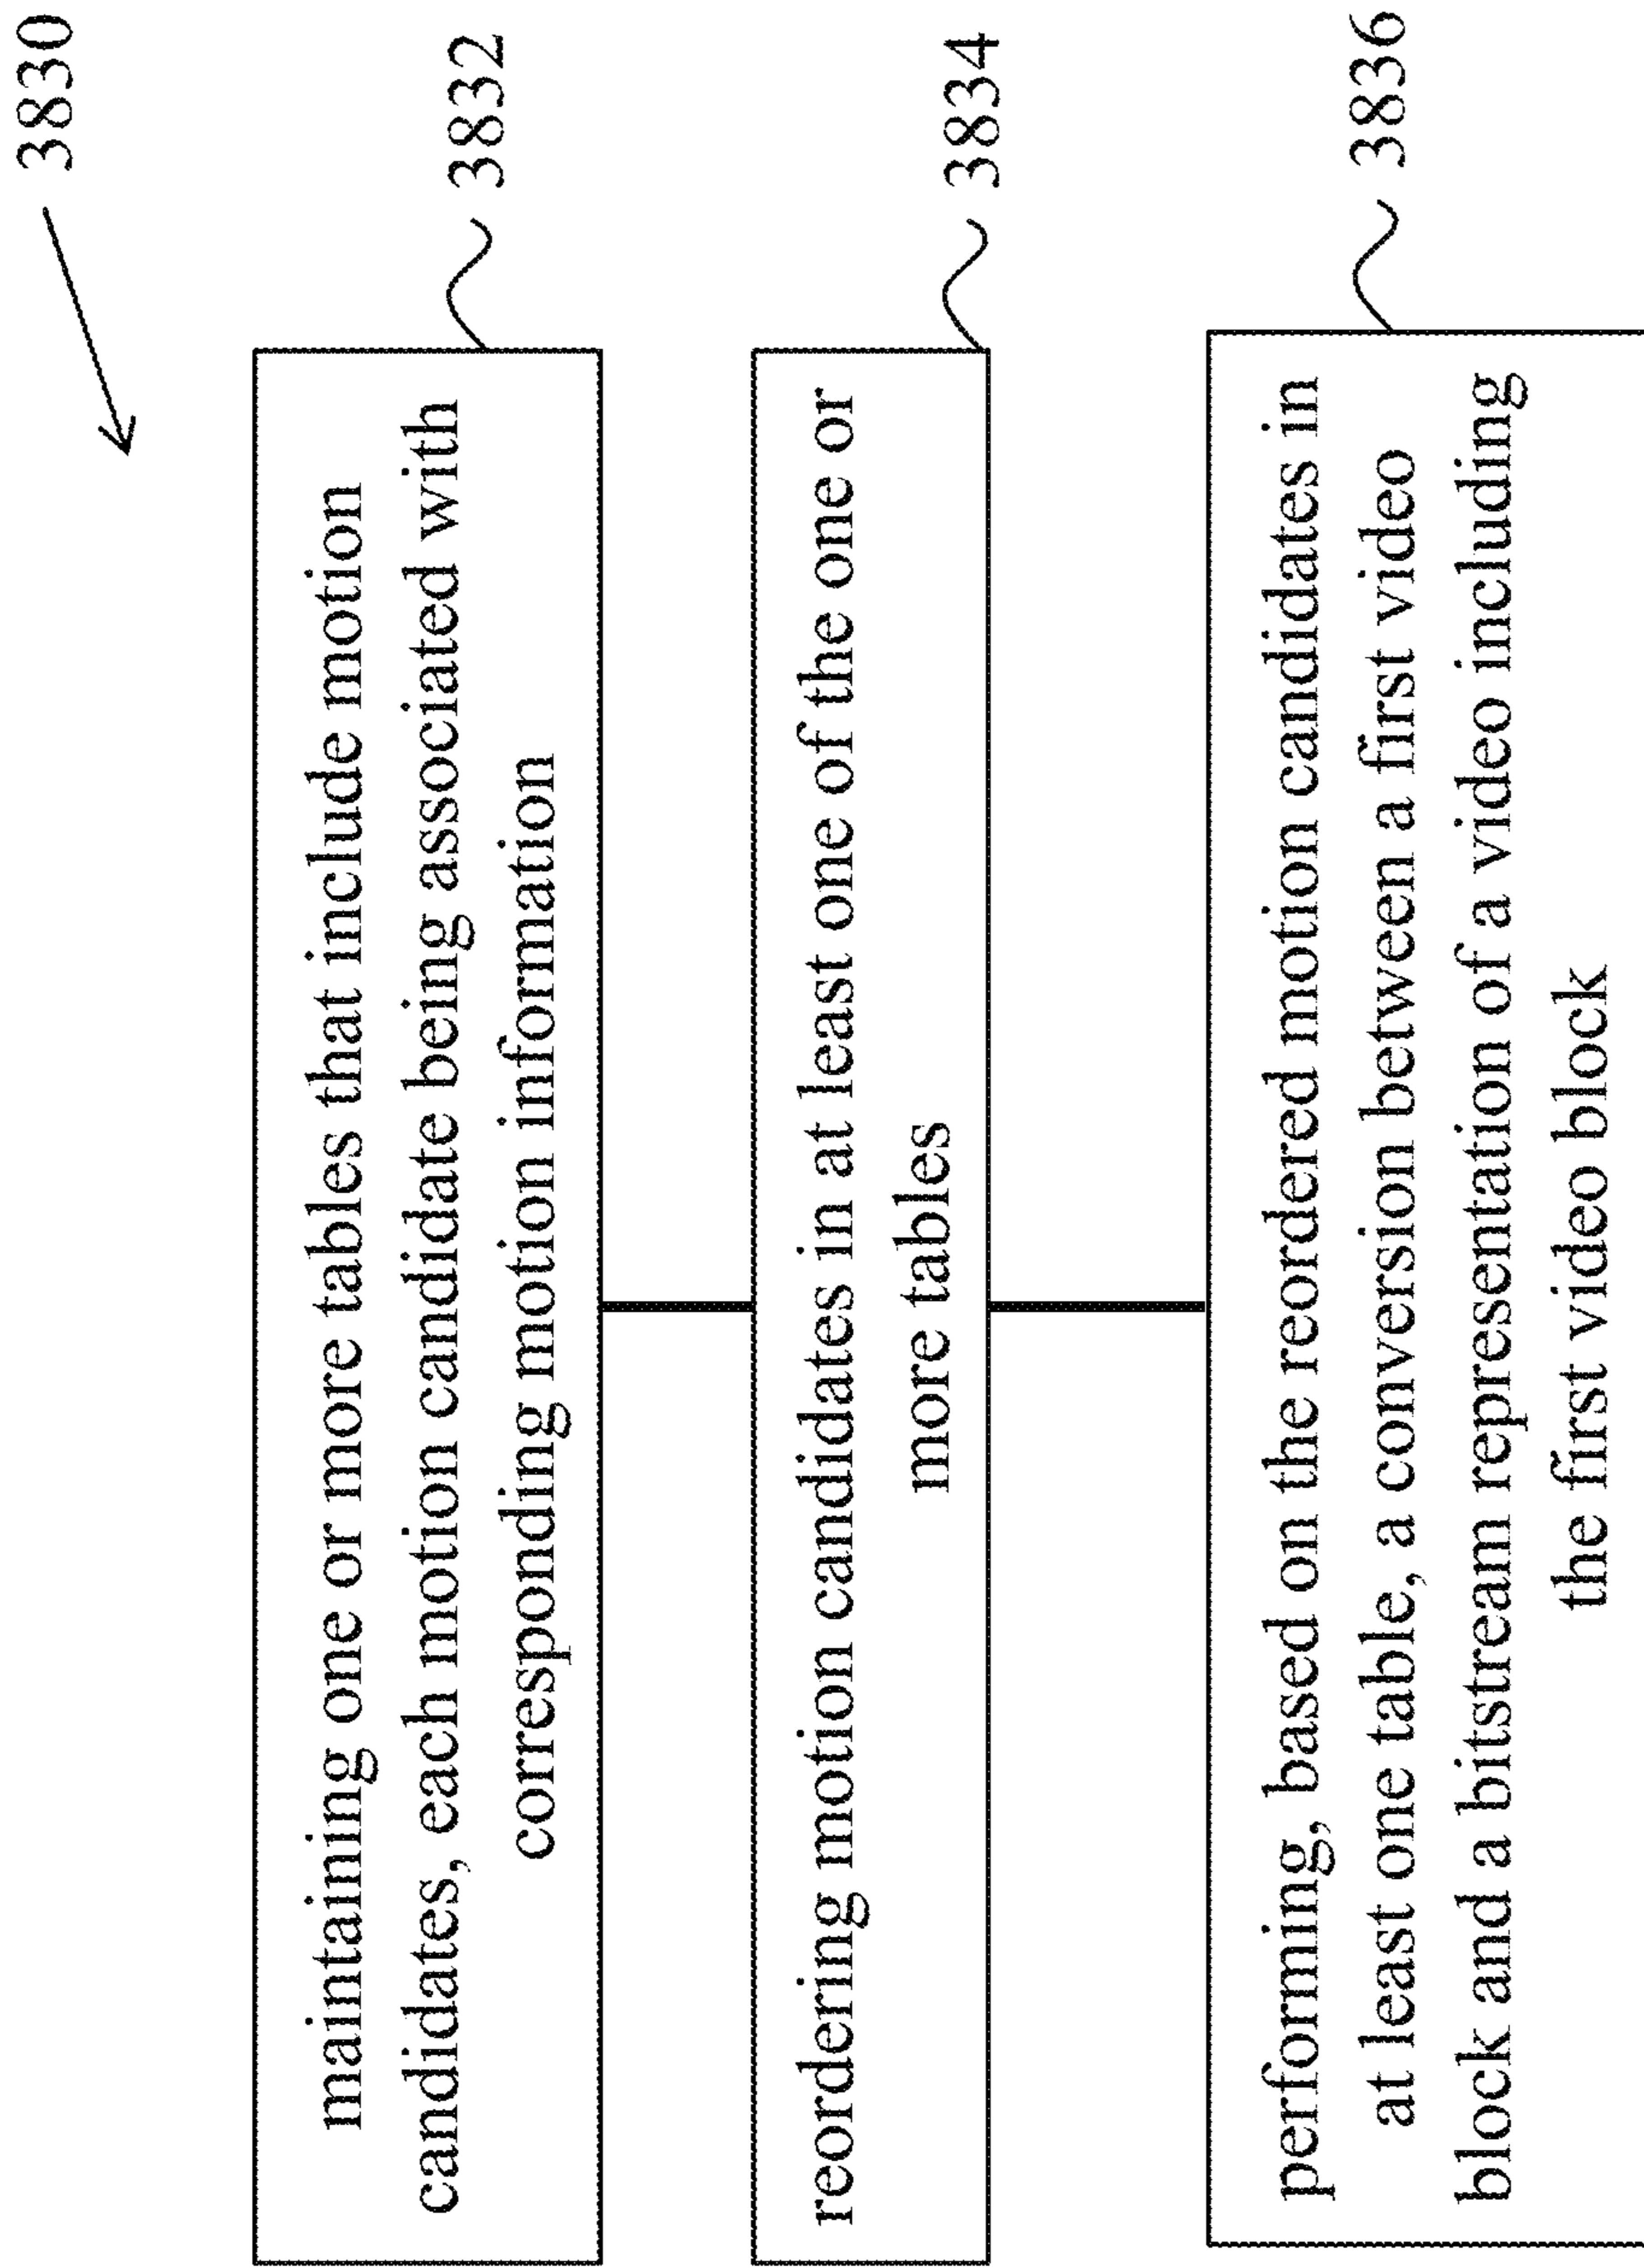 3830
maintaining one or more tables that include motion
candidates, each motion candidate being associated with
corresponding motion information
3832
reordering motion candidates in at least one of the one or
more tables
3834
performing, based on the reordered motion candidates in
at least one table, a conversion between a first video
block and a bitstream representation of a video including
the first video block
3836